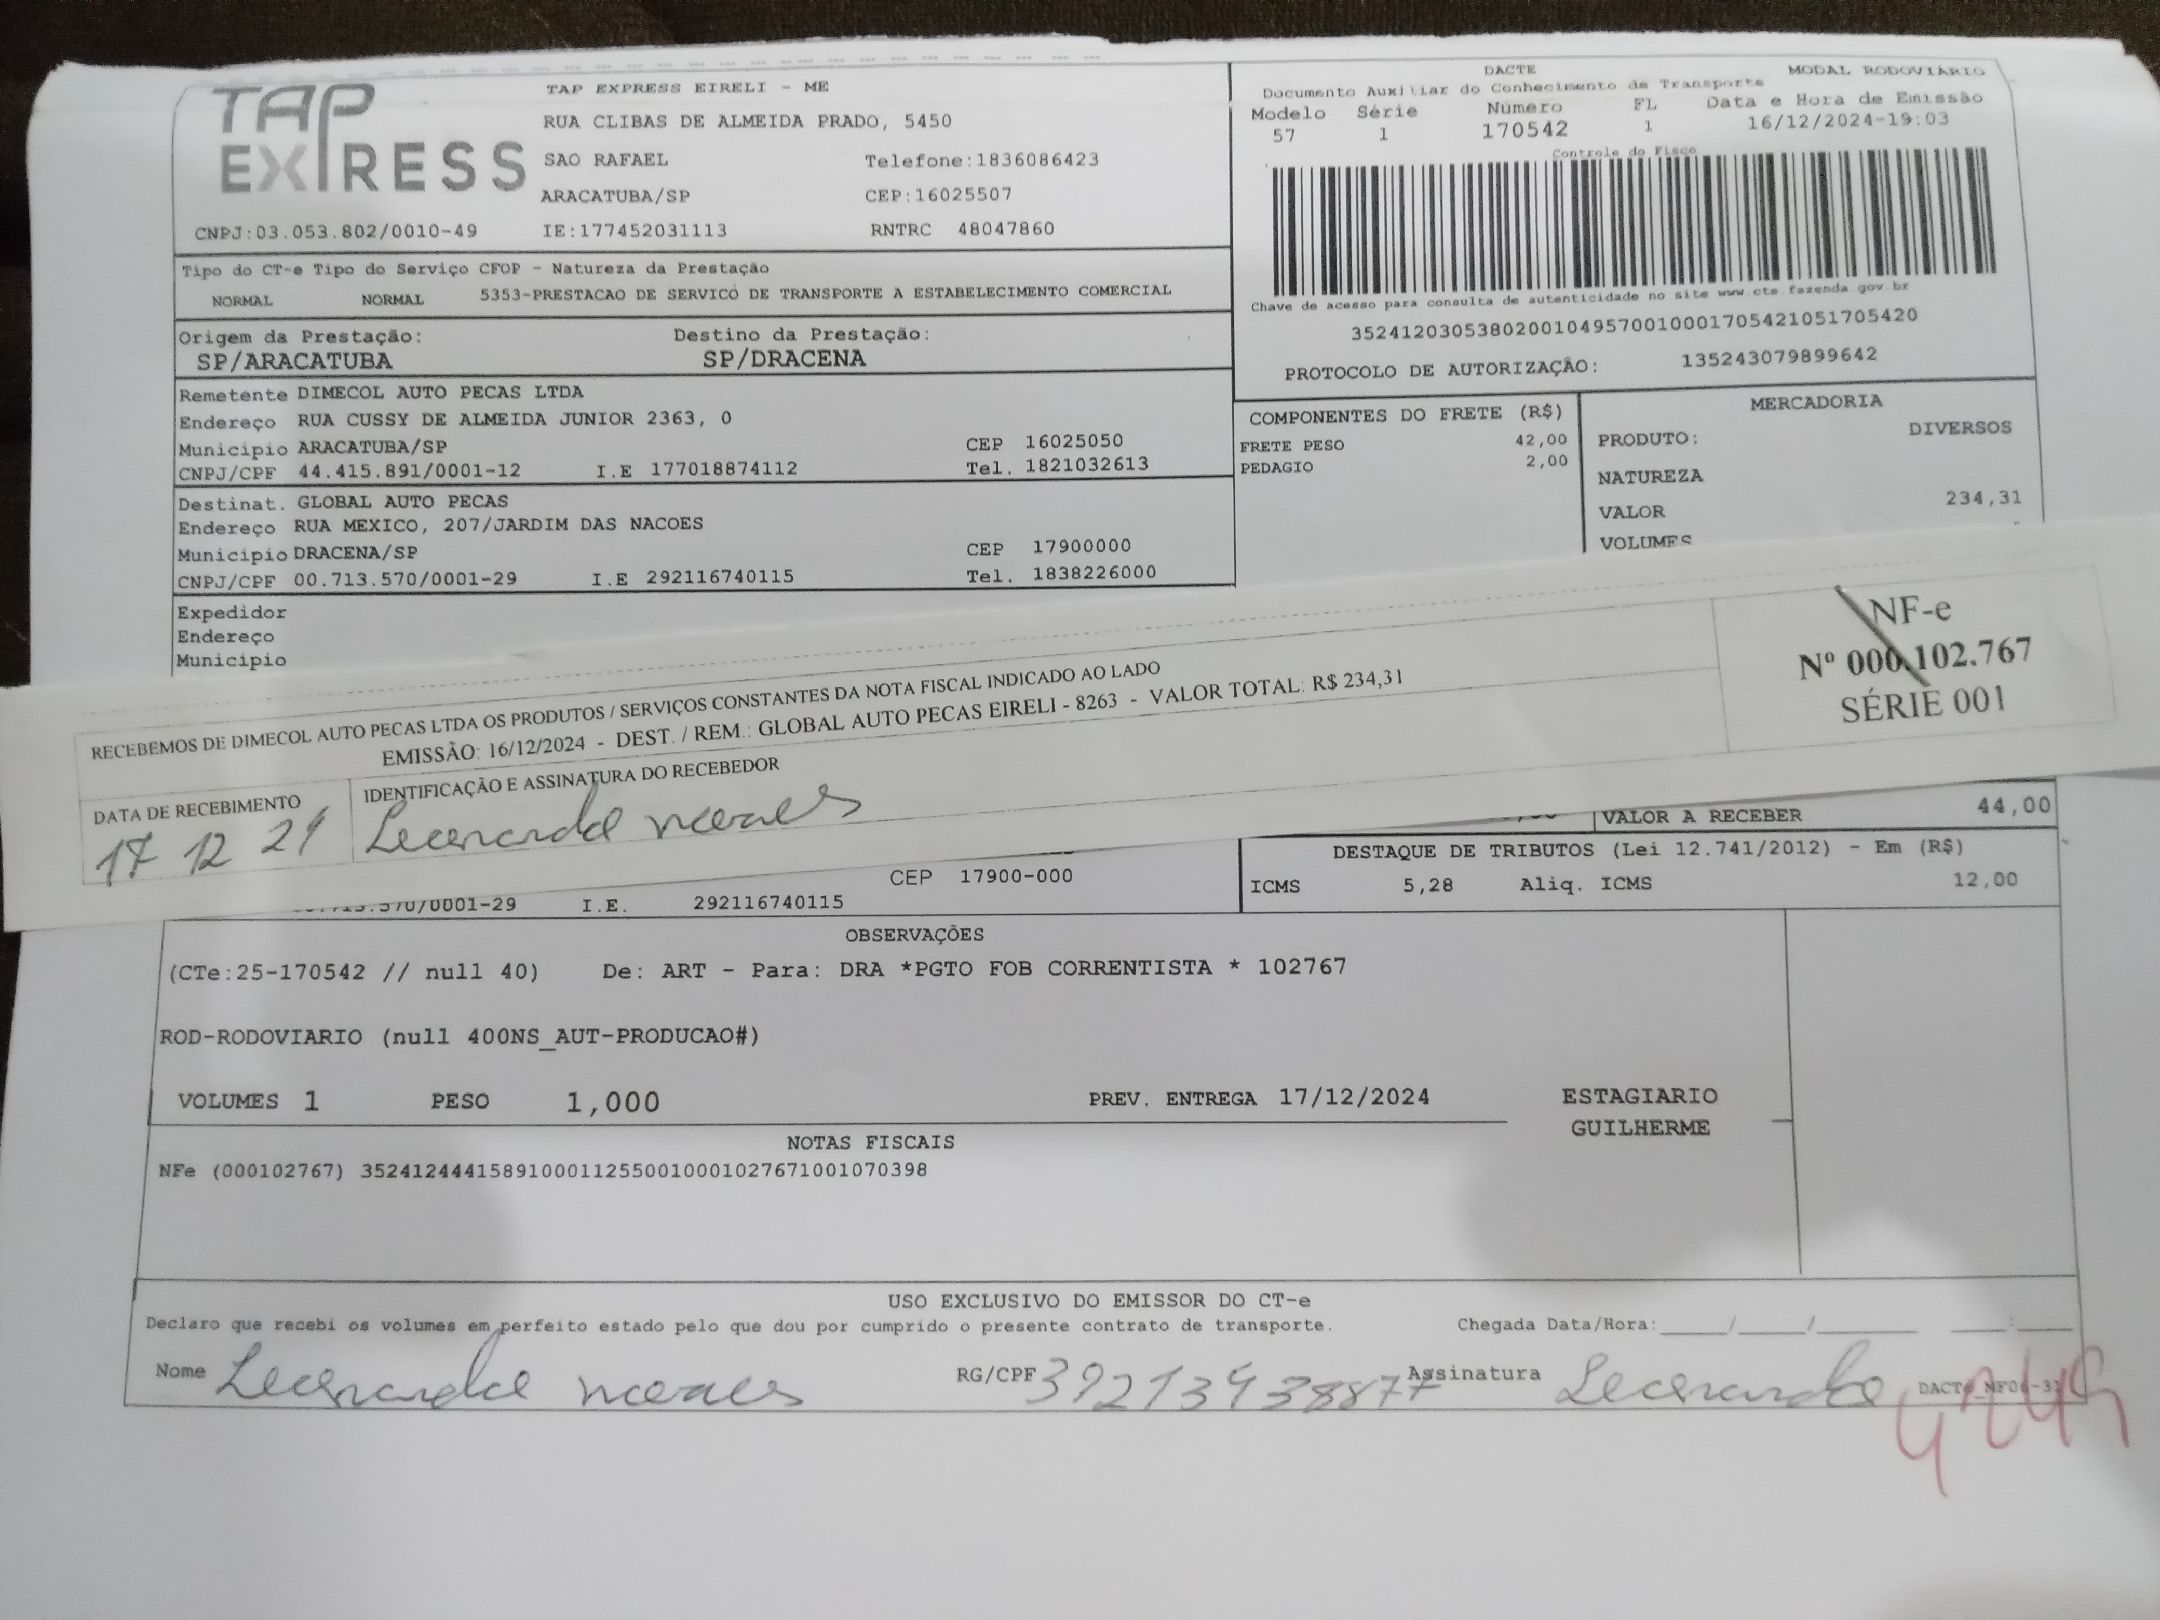 TAP
EXPRESS
TAP EXPRESS EIRELI - ME
RUA CLIBAS DE ALMEIDA PRADO, 5450
SAO RAFAEL Telefone:1836086423
ARACATUBA/SP CEP:16025507
CNPJ:03.053.802/0010-49 IE:177452031113 RNTRC 48047860
DACTE MODAL RODOVIÁRIO
Documento Auxiliar do Conhecimento de Transporte
Modelo Série Número FL Data e Hora de Emissão
57 1 170542 1 16/12/2024-19:03
Controle do Fisco
Chave de acesso para consulta de autenticidade no site www.cte.fazenda.gov.br
35241203053802001049570010001705421051705420
PROTOCOLO DE AUTORIZAÇÃO: 135243079899642
Tipo do CT-e Tipo do Serviço CFOP - Natureza da Prestação
NORMAL NORMAL 5353-PRESTACAO DE SERVICO DE TRANSPORTE A ESTABELECIMENTO COMERCIAL
Origem da Prestação: Destino da Prestação:
SP/ARACATUBA SP/DRACENA
Remetente DIMECOL AUTO PECAS LTDA
Endereço RUA CUSSY DE ALMEIDA JUNIOR 2363, 0
Municipio ARACATUBA/SP CEP 16025050
CNPJ/CPF 44.415.891/0001-12 I.E 177018874112 Tel. 1821032613
Destinat. GLOBAL AUTO PECAS
Endereço RUA MEXICO, 207/JARDIM DAS NACOES
Municipio DRACENA/SP CEP 17900000
CNPJ/CPF 00.713.570/0001-29 I.E 292116740115 Tel. 1838226000
Expedidor
Endereço
Municipio
COMPONENTES DO FRETE (R$)
FRETE PESO 42,00
PEDAGIO 2,00
MERCADORIA
PRODUTO: DIVERSOS
NATUREZA
VALOR 234,31
VOLUMES
RECEBEMOS DE DIMECOL AUTO PECAS LTDA OS PRODUTOS / SERVIÇOS CONSTANTES DA NOTA FISCAL INDICADO AO LADO
EMISSÃO: 16/12/2024 - DEST. / REM.: GLOBAL AUTO PECAS EIRELI - 8263 - VALOR TOTAL: R$ 234,31
NF-e
Nº 000.102.767
SÉRIE 001
DATA DE RECEBIMENTO IDENTIFICAÇÃO E ASSINATURA DO RECEBEDOR
17 12 24
VALOR A RECEBER 44,00
DESTAQUE DE TRIBUTOS (Lei 12.741/2012) - Em (R$)
ICMS 5,28 Aliq. ICMS 12,00
CEP 17900-000
/0001-29 I.E. 292116740115
OBSERVAÇÕES
(CTe:25-170542 // null 40) De: ART - Para: DRA *PGTO FOB CORRENTISTA * 102767
ROD-RODOVIARIO (null 400NS_AUT-PRODUCAO#)
VOLUMES 1 PESO 1,000 PREV. ENTREGA 17/12/2024 ESTAGIARIO
GUILHERME
NOTAS FISCAIS
NFe (000102767) 35241244415891000112550010001027671001070398
USO EXCLUSIVO DO EMISSOR DO CT-e
Declaro que recebi os volumes em perfeito estado pelo que dou por cumprido o presente contrato de transporte. Chegada Data/Hora:____/____/____ ____:____
Nome RG/CPF Assinatura